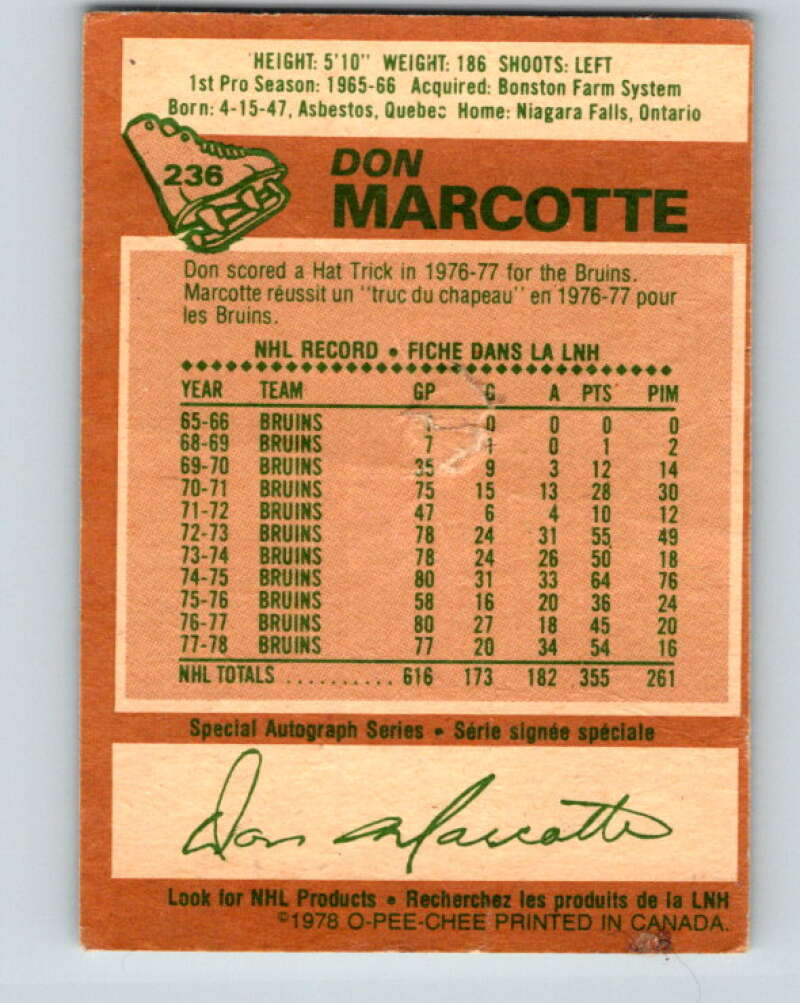 HEIGHT: 5'10" WEIGHT: 186 SHOOTS: LEFT
1st Pro Season: 1965-66 Acquired: Bonston Farm System
Born: 4-15-47, Asbestos, Quebec Home: Niagara Falls, Ontario
236
DON
MARCOTTE
Don scored a Hat Trick in 1976-77 for the Bruins.
Marcotte réussit un "truc du chapeau" en 1976-77 pour
les Bruins.
NHL RECORD • FICHE DANS LA LNH
YEAR TEAM GP G A PTS PIM
65-66 BRUINS 0 0 0 0
68-69 BRUINS 7 1 0 1 2
69-70 BRUINS 35 9 3 12 14
70-71 BRUINS 75 15 13 28 30
71-72 BRUINS 47 6 4 10 12
72-73 BRUINS 78 24 31 55 49
73-74 BRUINS 78 24 26 50 18
74-75 BRUINS 80 31 33 64 76
75-76 BRUINS 58 16 20 36 24
76-77 BRUINS 80 27 18 45 20
77-78 BRUINS 77 20 34 54 16
NHL TOTALS .......... 616 173 182 355 261
Special Autograph Series • Série signée spéciale
Don Marcotte
Look for NHL Products • Recherchez les produits de la LNH
©1978 O-PEE-CHEE PRINTED IN CANADA.